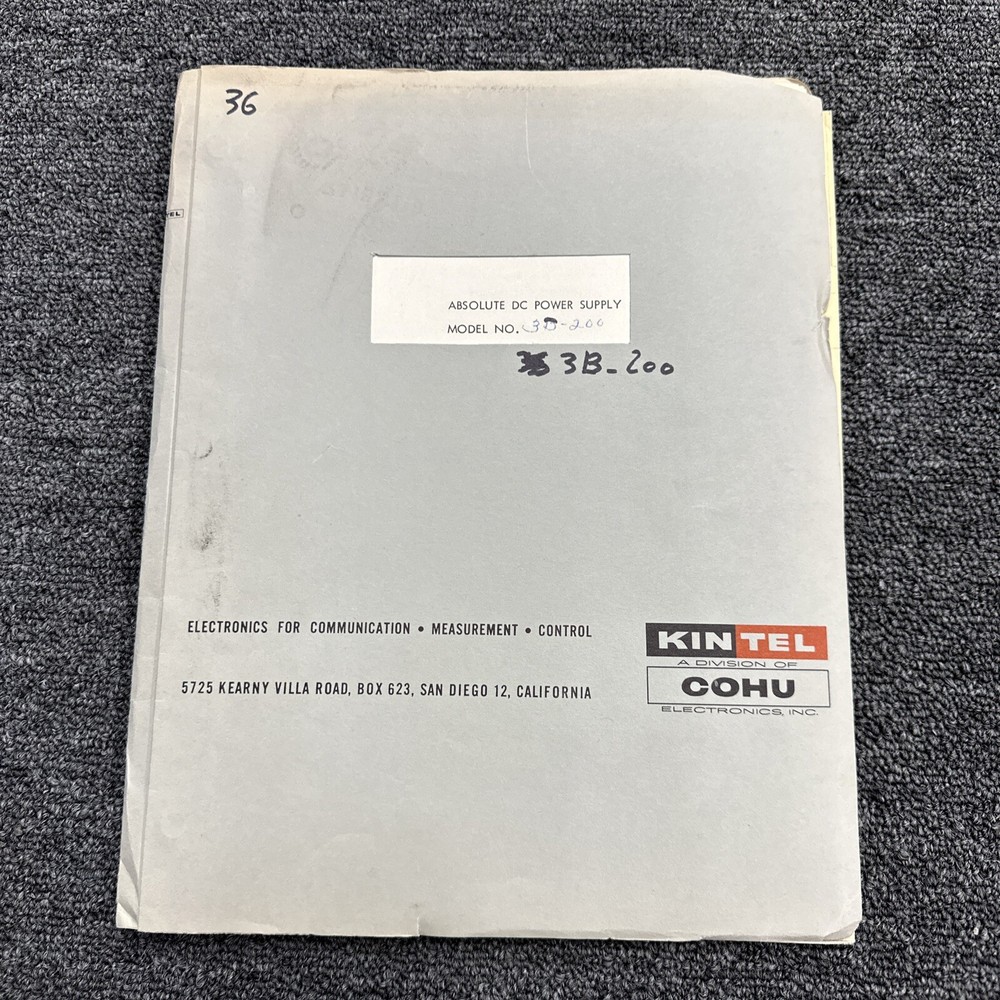 36
TEL
ABSOLUTE DC POWER SUPPLY
MODEL NO. 3B-200
3B-200
ELECTRONICS FOR COMMUNICATION • MEASUREMENT • CONTROL
5725 KEARNY VILLA ROAD, BOX 623, SAN DIEGO 12, CALIFORNIA
KINTEL
A DIVISION OF
COHU
ELECTRONICS, INC.